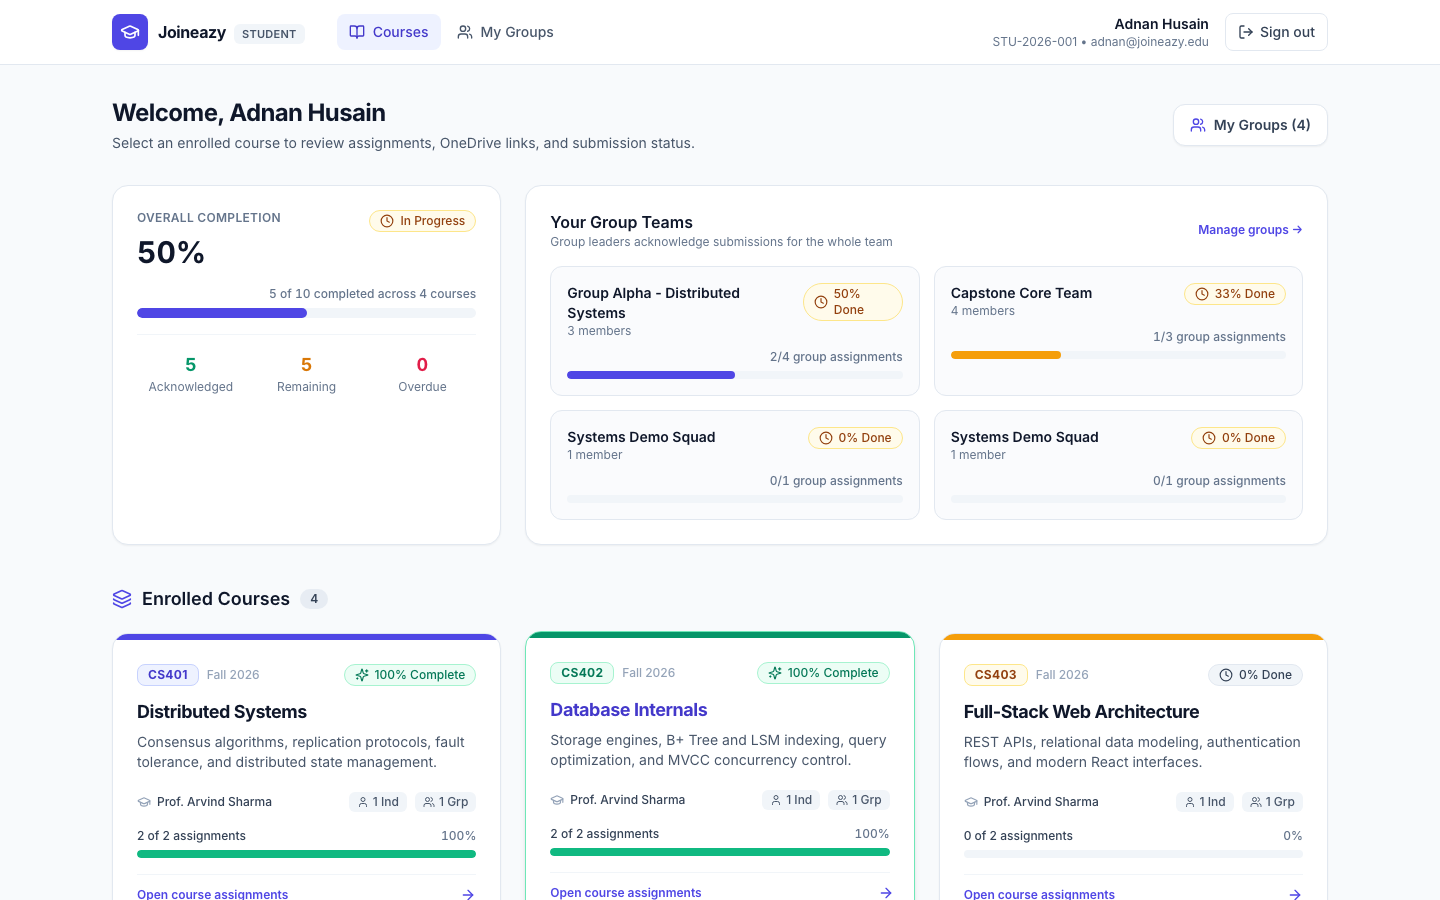 Joineazy STUDENT Courses My Groups
Adnan Husain
STU-2026-001 • adnan@joineazy.edu
Sign out
Welcome, Adnan Husain
Select an enrolled course to review assignments, OneDrive links, and submission status.
My Groups (4)
OVERALL COMPLETION
In Progress
50%
5 of 10 completed across 4 courses
5 5 0
Acknowledged Remaining Overdue
Your Group Teams
Group leaders acknowledge submissions for the whole team
Manage groups →
Group Alpha - Distributed
Systems
3 members
50%
Done
2/4 group assignments
Capstone Core Team
4 members
33% Done
1/3 group assignments
Systems Demo Squad
1 member
0% Done
0/1 group assignments
Systems Demo Squad
1 member
0% Done
0/1 group assignments
Enrolled Courses 4
CS401 Fall 2026 100% Complete
Distributed Systems
Consensus algorithms, replication protocols, fault
tolerance, and distributed state management.
Prof. Arvind Sharma 1 Ind 1 Grp
2 of 2 assignments 100%
Open course assignments →
CS402 Fall 2026 100% Complete
Database Internals
Storage engines, B+ Tree and LSM indexing, query
optimization, and MVCC concurrency control.
Prof. Arvind Sharma 1 Ind 1 Grp
2 of 2 assignments 100%
Open course assignments →
CS403 Fall 2026 0% Done
Full-Stack Web Architecture
REST APIs, relational data modeling, authentication
flows, and modern React interfaces.
Prof. Arvind Sharma 1 Ind 1 Grp
0 of 2 assignments 0%
Open course assignments →